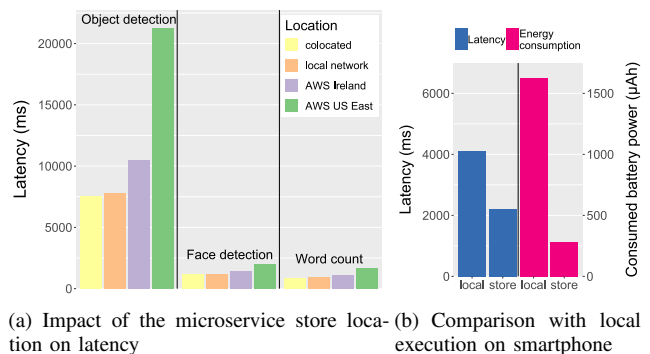 Object detection
Face detection
Word count
Location
colocated
local network
AWS Ireland
AWS US East
Latency (ms)
20000
15000
10000
5000
0
(a) Impact of the microservice store loca-
tion on latency
Latency
Energy
consumption
Latency (ms)
6000
4000
2000
0
1500
1000
500
0
Consumed battery power (μAh)
local store local store
(b) Comparison with local
execution on smartphone